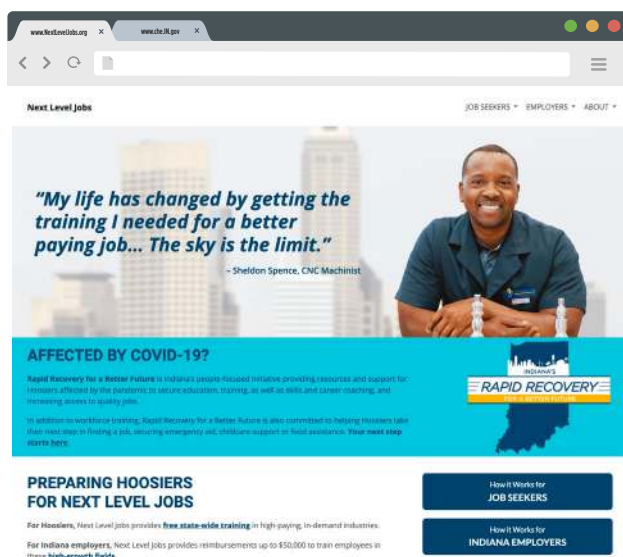 www.NextLevelJobs.org
www.che.IN.gov
Next Level Jobs
JOB SEEKERS
EMPLOYERS
ABOUT
“My life has changed by getting the
training I needed for a better
paying job... The sky is the limit.”
– Sheldon Spence, CNC Machinist
AFFECTED BY COVID-19?
Rapid Recovery for a Better Future is Indiana's people-focused initiative providing resources and support for
Hoosiers affected by the pandemic to secure education, training, as well as skills and career coaching, and
increasing access to quality jobs.
In addition to workforce training, Rapid Recovery for a Better Future is also committed to helping Hoosiers take
their next step in finding a job, securing emergency aid, childcare support or food assistance. Your next step
starts here.
INDIANA'S
RAPID RECOVERY
FOR A BETTER FUTURE
PREPARING HOOSIERS
FOR NEXT LEVEL JOBS
For Hoosiers, Next Level Jobs provides free state-wide training in high-paying, in-demand industries.
For Indiana employers, Next Level Jobs provides reimbursements up to $50,000 to train employees in
these high-growth fields.
How It Works for
JOB SEEKERS
How It Works for
INDIANA EMPLOYERS